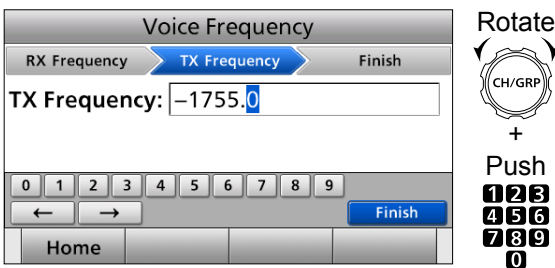 Voice Frequency
RX Frequency TX Frequency Finish
TX Frequency: –1755.0
0 1 2 3 4 5 6 7 8 9
← → Finish
Home
Rotate
CH/GRP
+
Push
1 2 3
4 5 6
7 8 9
0